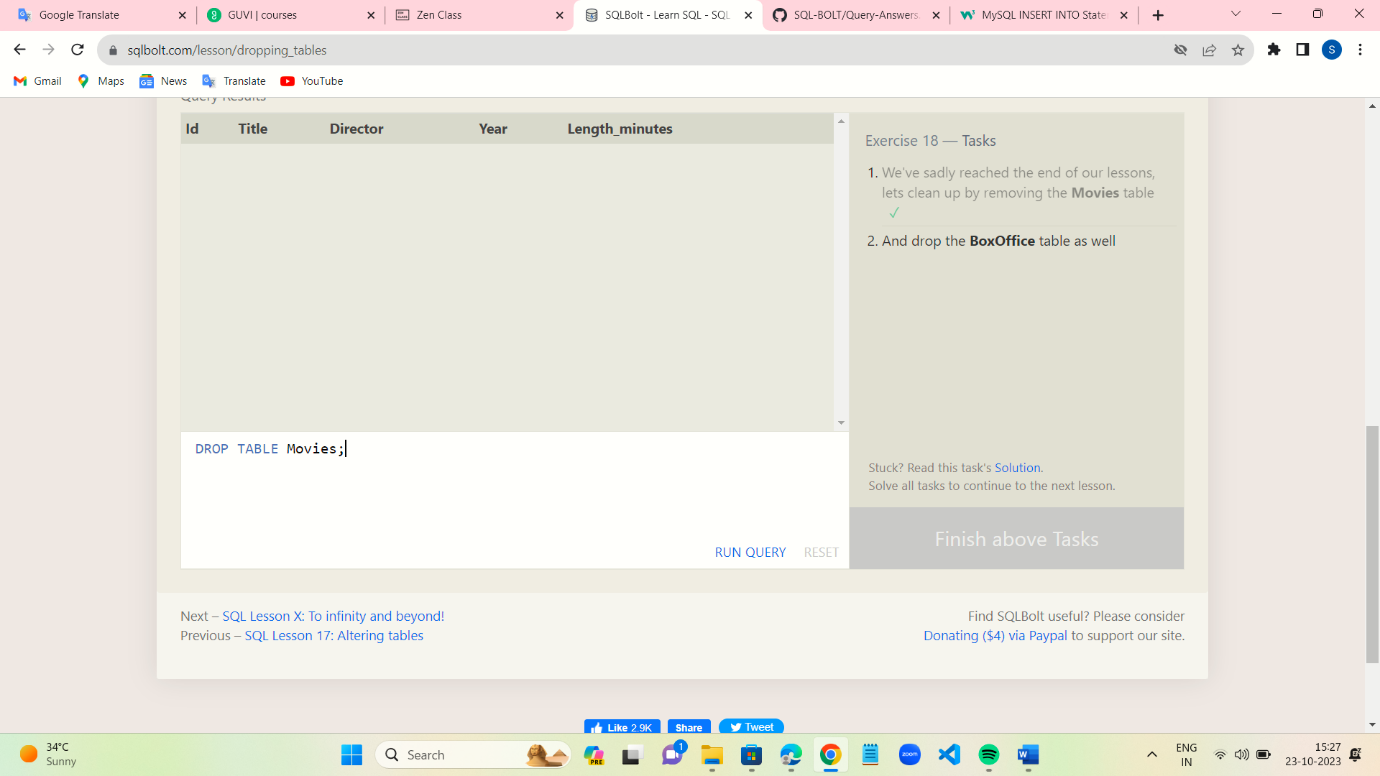 Google Translate
GUVI | courses
Zen Class
SQLBolt - Learn SQL - SQL
SQL-BOLT/Query-Answers.
MySQL INSERT INTO State
sqlbolt.com/lesson/dropping_tables
S
Gmail
Maps
News
Translate
YouTube
Query Results
Id Title Director Year Length_minutes
Exercise 18 — Tasks
1. We've sadly reached the end of our lessons,
lets clean up by removing the Movies table
✓
2. And drop the BoxOffice table as well
DROP TABLE Movies;
Stuck? Read this task's Solution.
Solve all tasks to continue to the next lesson.
RUN QUERY RESET
Finish above Tasks
Next – SQL Lesson X: To infinity and beyond!
Previous – SQL Lesson 17: Altering tables
Find SQLBolt useful? Please consider
Donating ($4) via Paypal to support our site.
Like 2.9K
Share
Tweet
34°C
Sunny
Search
PRE
1
zoom
ENG
IN
15:27
23-10-2023